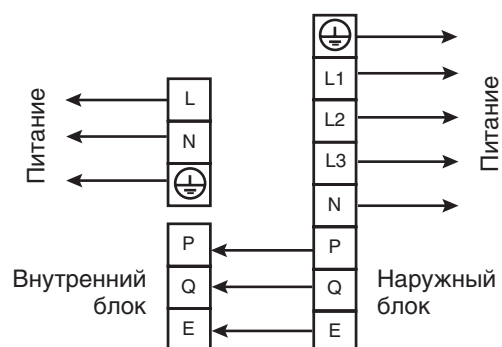 Питание
L
N
P
Q
E
Внутренний
блок
L1
L2
L3
N
P
Q
E
Питание
Наружный
блок